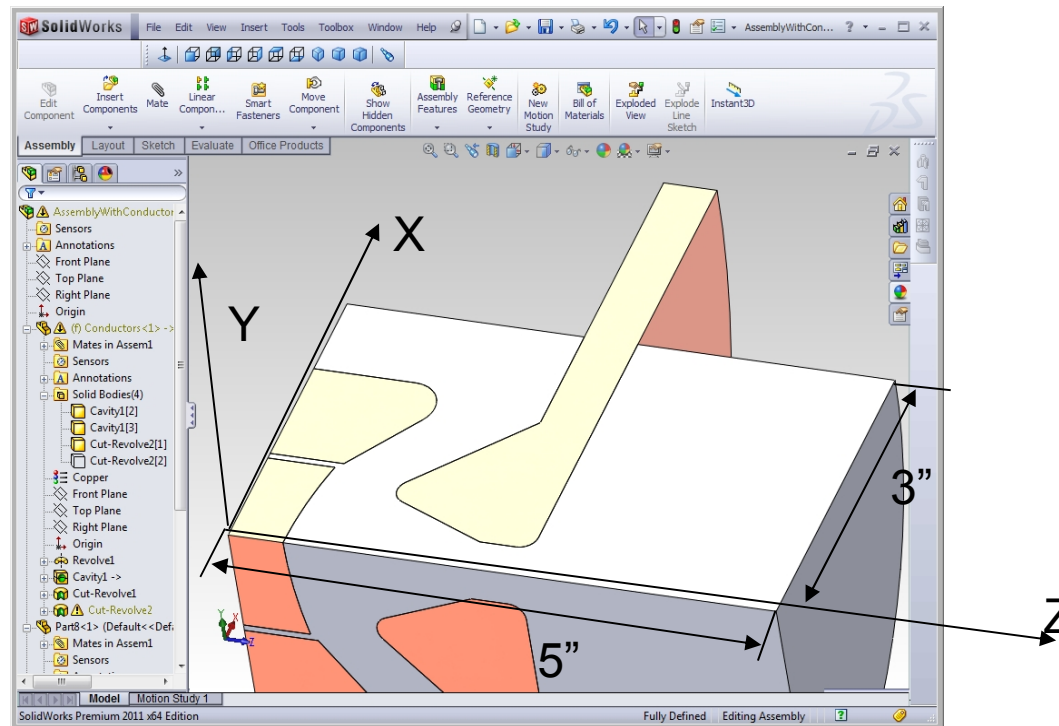 SolidWorks File Edit View Insert Tools Toolbox Window Help AssemblyWithCon... ?
Edit Component
Insert Components
Mate
Linear Compon...
Smart Fasteners
Move Component
Show Hidden Components
Assembly Features
Reference Geometry
New Motion Study
Bill of Materials
Exploded View
Explode Line Sketch
Instant3D
Assembly Layout Sketch Evaluate Office Products
AssemblyWithConductor
Sensors
Annotations
Front Plane
Top Plane
Right Plane
Origin
(f) Conductors<1> ->
Mates in Assem1
Sensors
Annotations
Solid Bodies(4)
Cavity1[2]
Cavity1[3]
Cut-Revolve2[1]
Cut-Revolve2[2]
Copper
Front Plane
Top Plane
Right Plane
Origin
Revolve1
Cavity1 ->
Cut-Revolve1
Cut-Revolve2
Part8<1> (Default<<Def
Mates in Assem1
Sensors
X
Y
3”
Z
5”
Y
X
Z
Model Motion Study 1
SolidWorks Premium 2011 x64 Edition Fully Defined Editing Assembly